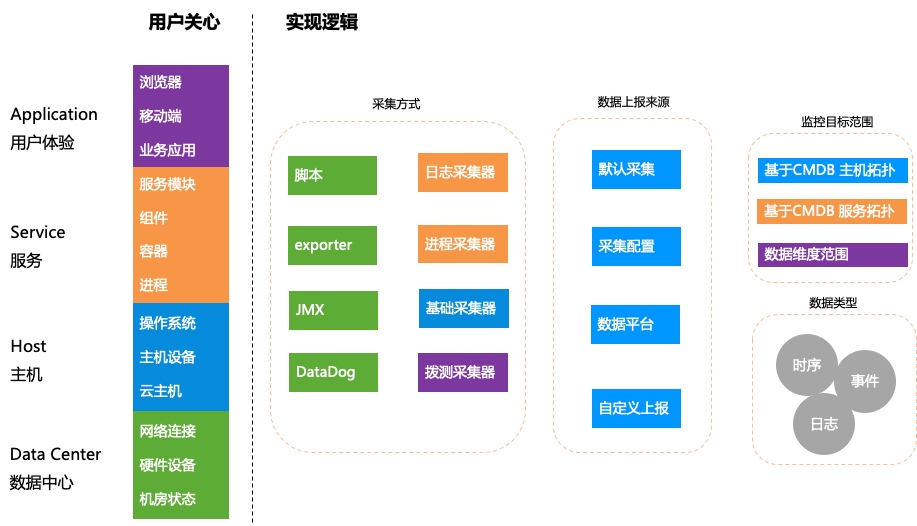 用户关心
实现逻辑
Application
用户体验
浏览器
移动端
业务应用
Service
服务
服务模块
组件
容器
进程
Host
主机
操作系统
主机设备
云主机
Data Center
数据中心
网络连接
硬件设备
机房状态
采集方式
脚本
日志采集器
exporter
进程采集器
JMX
基础采集器
DataDog
拨测采集器
数据上报来源
默认采集
采集配置
数据平台
自定义上报
监控目标范围
基于CMDB 主机拓扑
基于CMDB 服务拓扑
数据维度范围
数据类型
时序
事件
日志